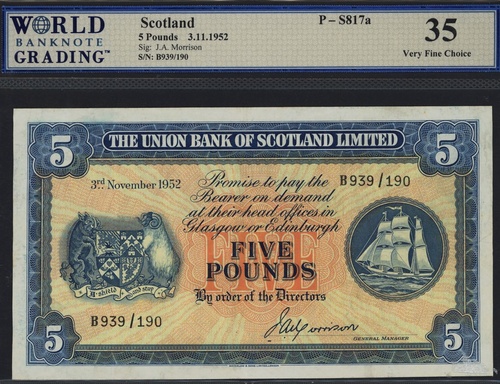 WORLD
BANKNOTE
GRADING™
Scotland
5 Pounds 3.11.1952
Sig: J.A. Morrison
S/N: B939/190
P – S817a
35
Very Fine Choice
5 THE UNION BANK OF SCOTLAND LIMITED 5
3rd November 1952
Promise to pay the B939/190
Bearer on demand
at their head offices in
Glasgow or Edinburgh
FIVE
FIVE
POUNDS
By order of the Directors
B939/190
J.A. Morrison
GENERAL MANAGER
5 5